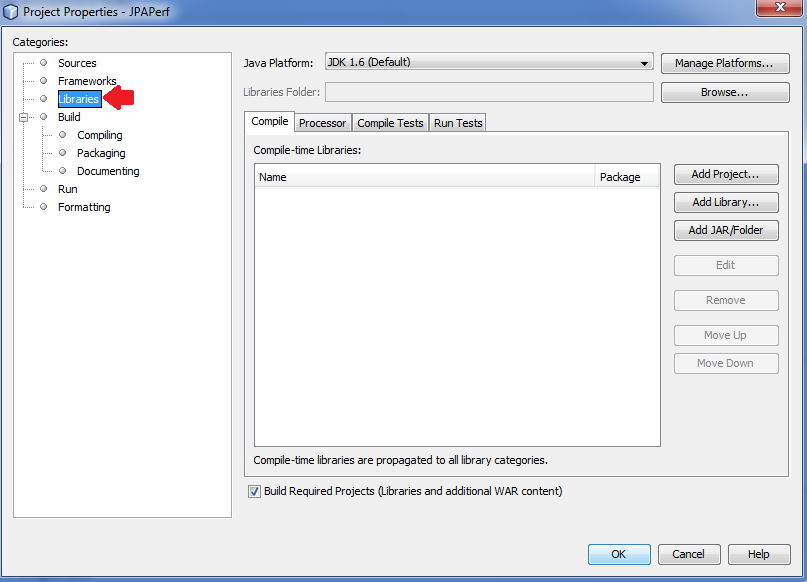 Project Properties - JPAPerf
Categories:
Sources
Frameworks
Libraries
Build
Compiling
Packaging
Documenting
Run
Formatting
Java Platform: JDK 1.6 (Default) Manage Platforms...
Libraries Folder: Browse...
Compile Processor Compile Tests Run Tests
Compile-time Libraries:
Name Package
Add Project...
Add Library...
Add JAR/Folder
Edit
Remove
Move Up
Move Down
Compile-time libraries are propagated to all library categories.
Build Required Projects (Libraries and additional WAR content)
OK Cancel Help